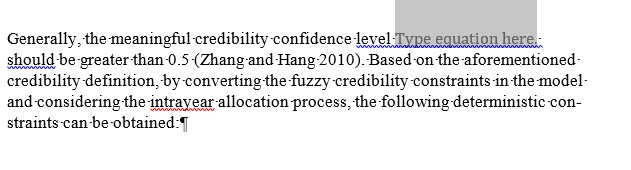 Generally, the meaningful credibility confidence level Type equation here.
should be greater than 0.5 (Zhang and Hang 2010). Based on the aforementioned
credibility definition, by converting the fuzzy credibility constraints in the model
and considering the intrayear allocation process, the following deterministic con-
straints can be obtained:¶